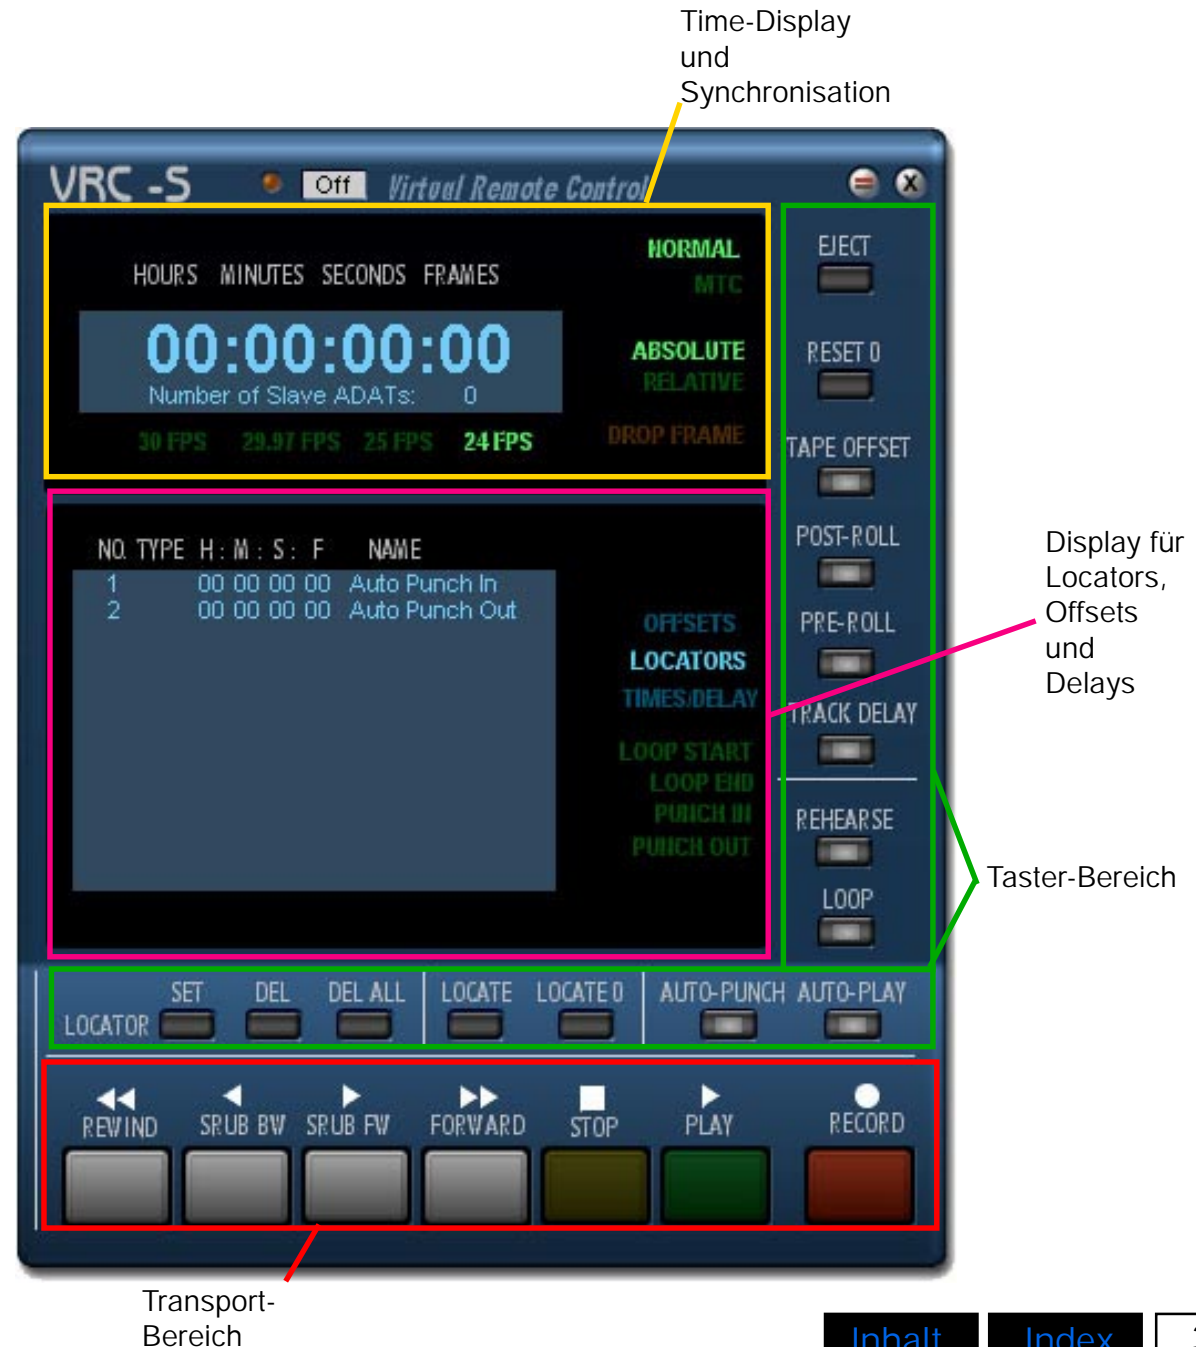 Time-Display
und
Synchronisation
VRC -S Off Virtual Remote Control X
HOURS MINUTES SECONDS FRAMES
NORMAL
MTC
00:00:00:00
Number of Slave ADATs: 0
ABSOLUTE
RELATIVE
30 FPS 29.97 FPS 25 FPS 24 FPS
DROP FRAME
EJECT
RESET 0
TAPE OFFSET
POST-ROLL
PRE-ROLL
TRACK DELAY
REHEARSE
LOOP
NO. TYPE H : M : S : F NAME
1 00 00 00 00 Auto Punch In
2 00 00 00 00 Auto Punch Out
OFFSETS
LOCATORS
TIMES/DELAY
LOOP START
LOOP END
PUNCH IN
PUNCH OUT
Display für
Locators,
Offsets
und
Delays
Taster-Bereich
LOCATOR SET DEL DEL ALL LOCATE LOCATE 0 AUTO-PUNCH AUTO-PLAY
REWIND SRUB BW SRUB FW FORWARD STOP PLAY RECORD
Transport-
Bereich
Inhalt Index